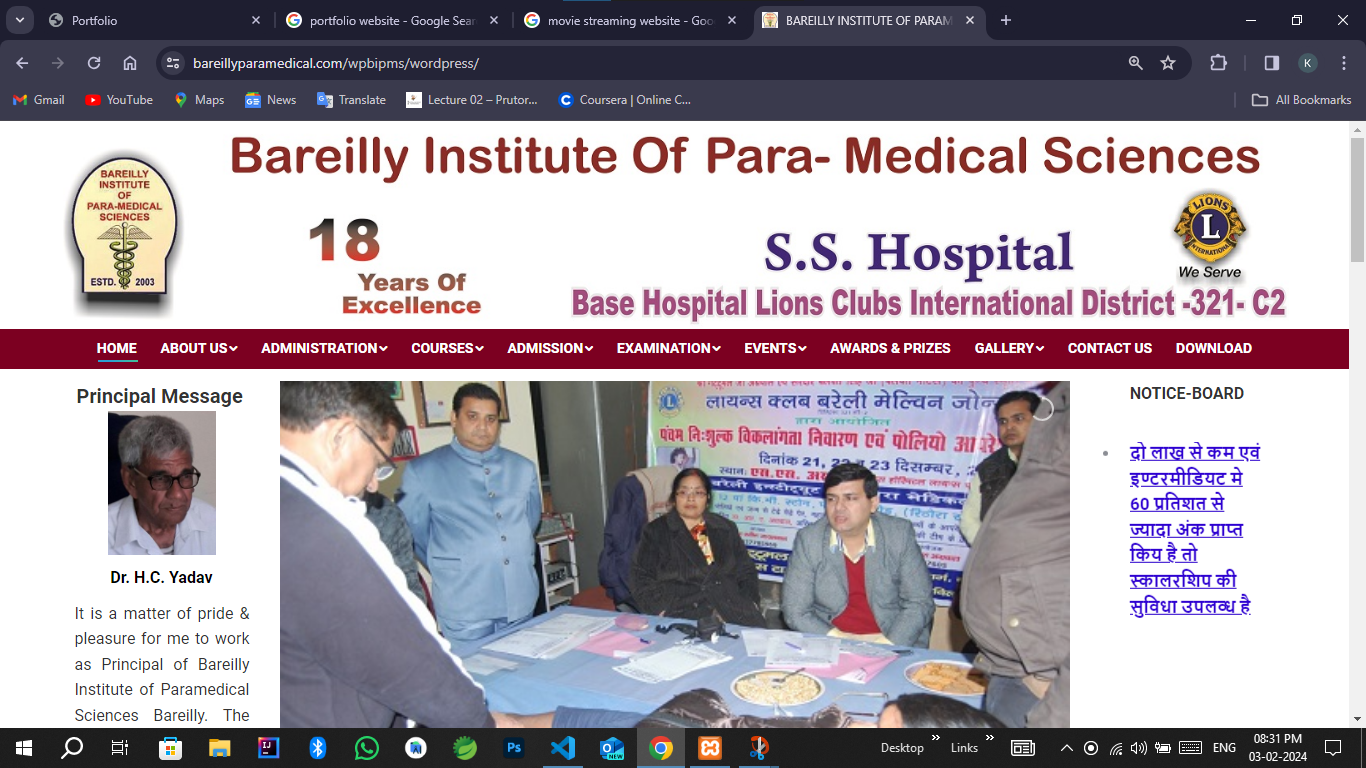 Portfolio
portfolio website - Google Sear
movie streaming website - Goo
BAREILLY INSTITUTE OF PARAM
bareillyparamedical.com/wpbipms/wordpress/
K
Gmail
YouTube
Maps
News
Translate
Lecture 02 – Prutor...
Coursera | Online C...
All Bookmarks
Bareilly Institute Of Para- Medical Sciences
BAREILLY
INSTITUTE
OF
PARA-MEDICAL
SCIENCES
ESTD. 2003
18
Years Of
Excellence
S.S. Hospital
LIONS
L
INTERNATIONAL
We Serve
Base Hospital Lions Clubs International District -321- C2
HOME ABOUT US ADMINISTRATION COURSES ADMISSION EXAMINATION EVENTS AWARDS & PRIZES GALLERY CONTACT US DOWNLOAD
Principal Message
Dr. H.C. Yadav
It is a matter of pride &
pleasure for me to work
as Principal of Bareilly
Institute of Paramedical
Sciences Bareilly. The
लायन्स क्लब बरेली मेल्विन जोन
द्वारा आयोजित
पंचम निःशुल्क विकलांगता निवारण एवं पोलियो
दिनांक 21, 22 व 23 दिसम्बर,
स्थानः एस.एस.
NOTICE-BOARD
दो लाख से कम एवं
इण्टरमीडियट मे
60 प्रतिशत से
ज्यादा अंक प्राप्त
किय है तो
स्कालरशिप की
सुविधा उपलब्ध है
Desktop
Links
ENG
08:31 PM
03-02-2024